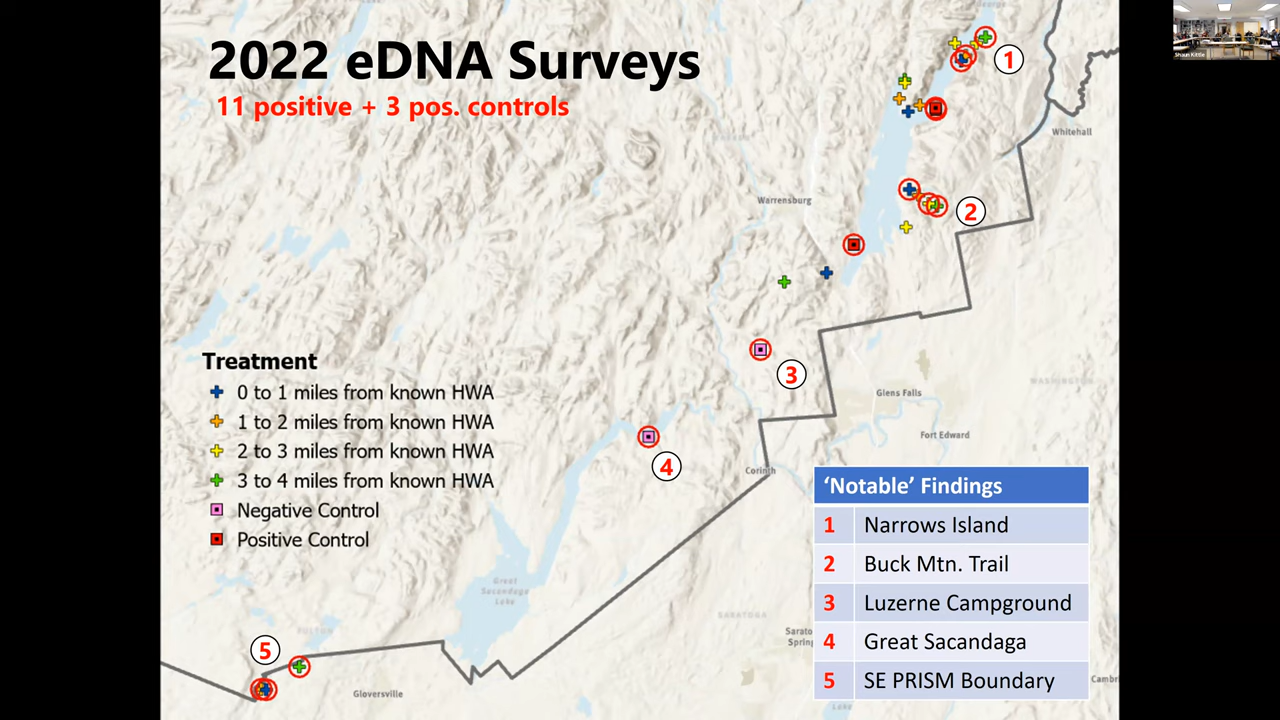 2022 eDNA Surveys
11 positive + 3 pos. controls
Shaun Kittle
1
Whitehall
Warrensburg
2
3
Glens Falls
WASHINGTON
Fort Edward
4
Corinth
Treatment
0 to 1 miles from known HWA
1 to 2 miles from known HWA
2 to 3 miles from known HWA
3 to 4 miles from known HWA
Negative Control
Positive Control
Great
Sacandaga
Lake
SARATOGA
FULTON
5
Gloversville
'Notable' Findings
1 Narrows Island
2 Buck Mtn. Trail
3 Luzerne Campground
4 Great Sacandaga
5 SE PRISM Boundary